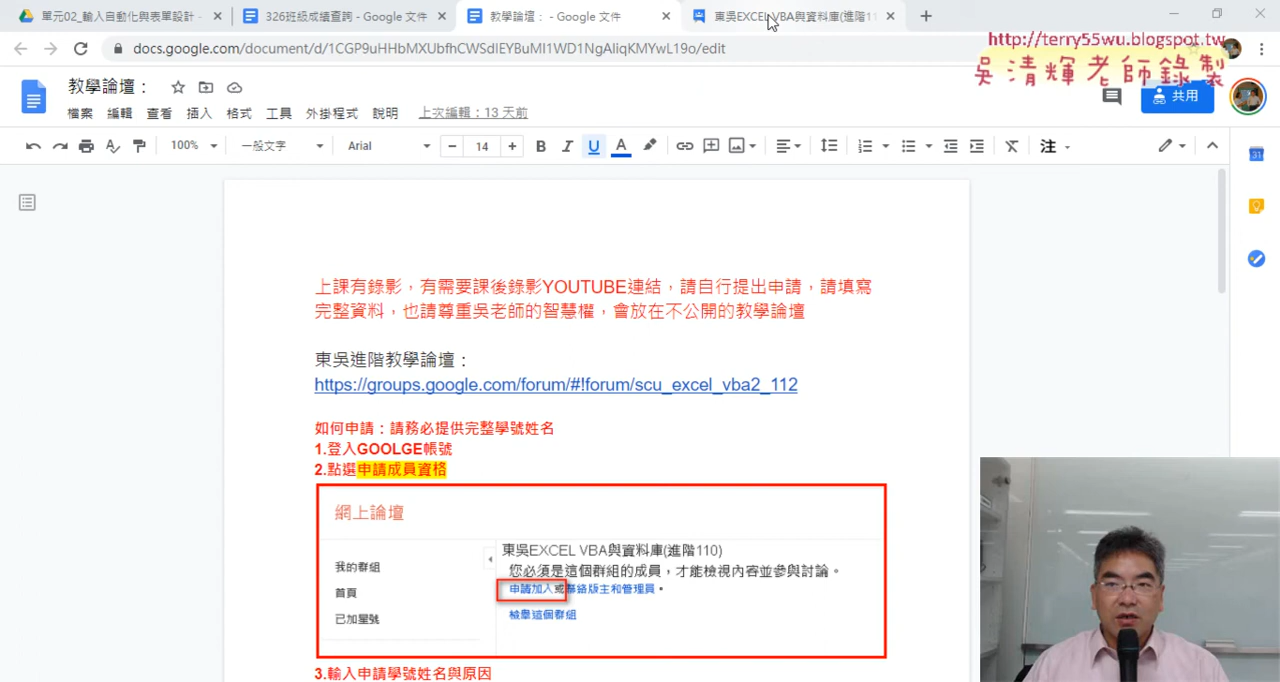 單元02_輸入自動化與表單設計 -
326班級成績查詢 - Google 文件
教學論壇： - Google 文件
東吳EXCEL VBA與資料庫(進階11
docs.google.com/document/d/1CGP9uHHbMXUbfhCWSdIEYBuMI1WD1NgAliqKMYwL19o/edit
http://terry55wu.blogspot.tw
吳清輝老師錄製
教學論壇：
檔案 編輯 查看 插入 格式 工具 外掛程式 說明 上次編輯：13 天前
共用
100% 一般文字 Arial 14 B I U A 注
31
上課有錄影，有需要課後錄影YOUTUBE連結，請自行提出申請，請填寫
完整資料，也請尊重吳老師的智慧權，會放在不公開的教學論壇
東吳進階教學論壇：
https://groups.google.com/forum/#!forum/scu_excel_vba2_112
如何申請：請務必提供完整學號姓名
1.登入GOOLGE帳號
2.點選申請成員資格
網上論壇
我的群組
首頁
已加星號
東吳EXCEL VBA與資料庫(進階110)
您必須是這個群組的成員，才能檢視內容並參與討論。
申請加入或聯絡版主和管理員。
檢舉這個群組
3.輸入申請學號姓名與原因